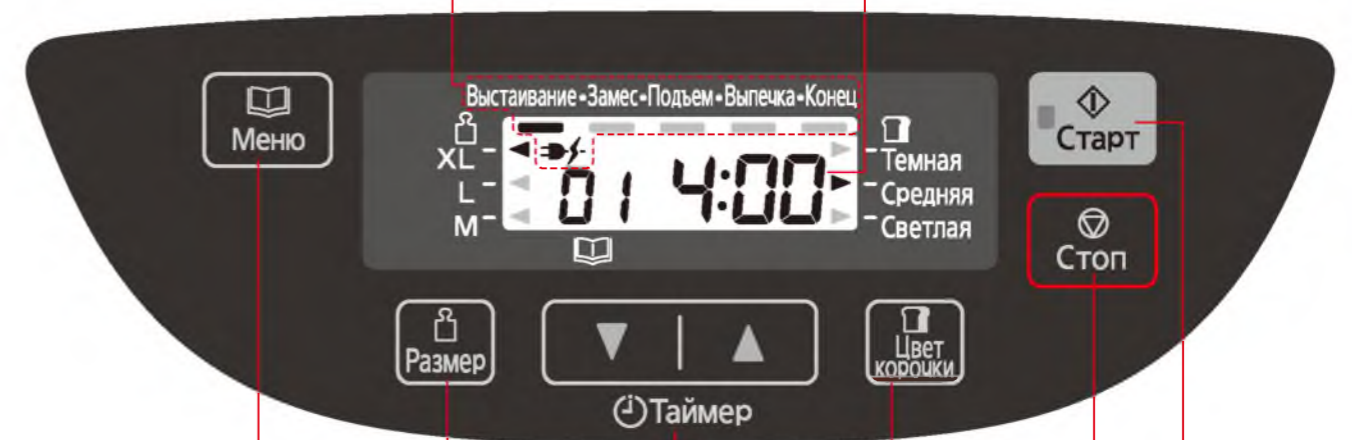 Меню
Выстаивание•Замес•Подъем•Выпечка•Конец
XL
L
M
01 4:00
Темная
Средняя
Светлая
Старт
Стоп
Размер
Таймер
Цвет
корочки